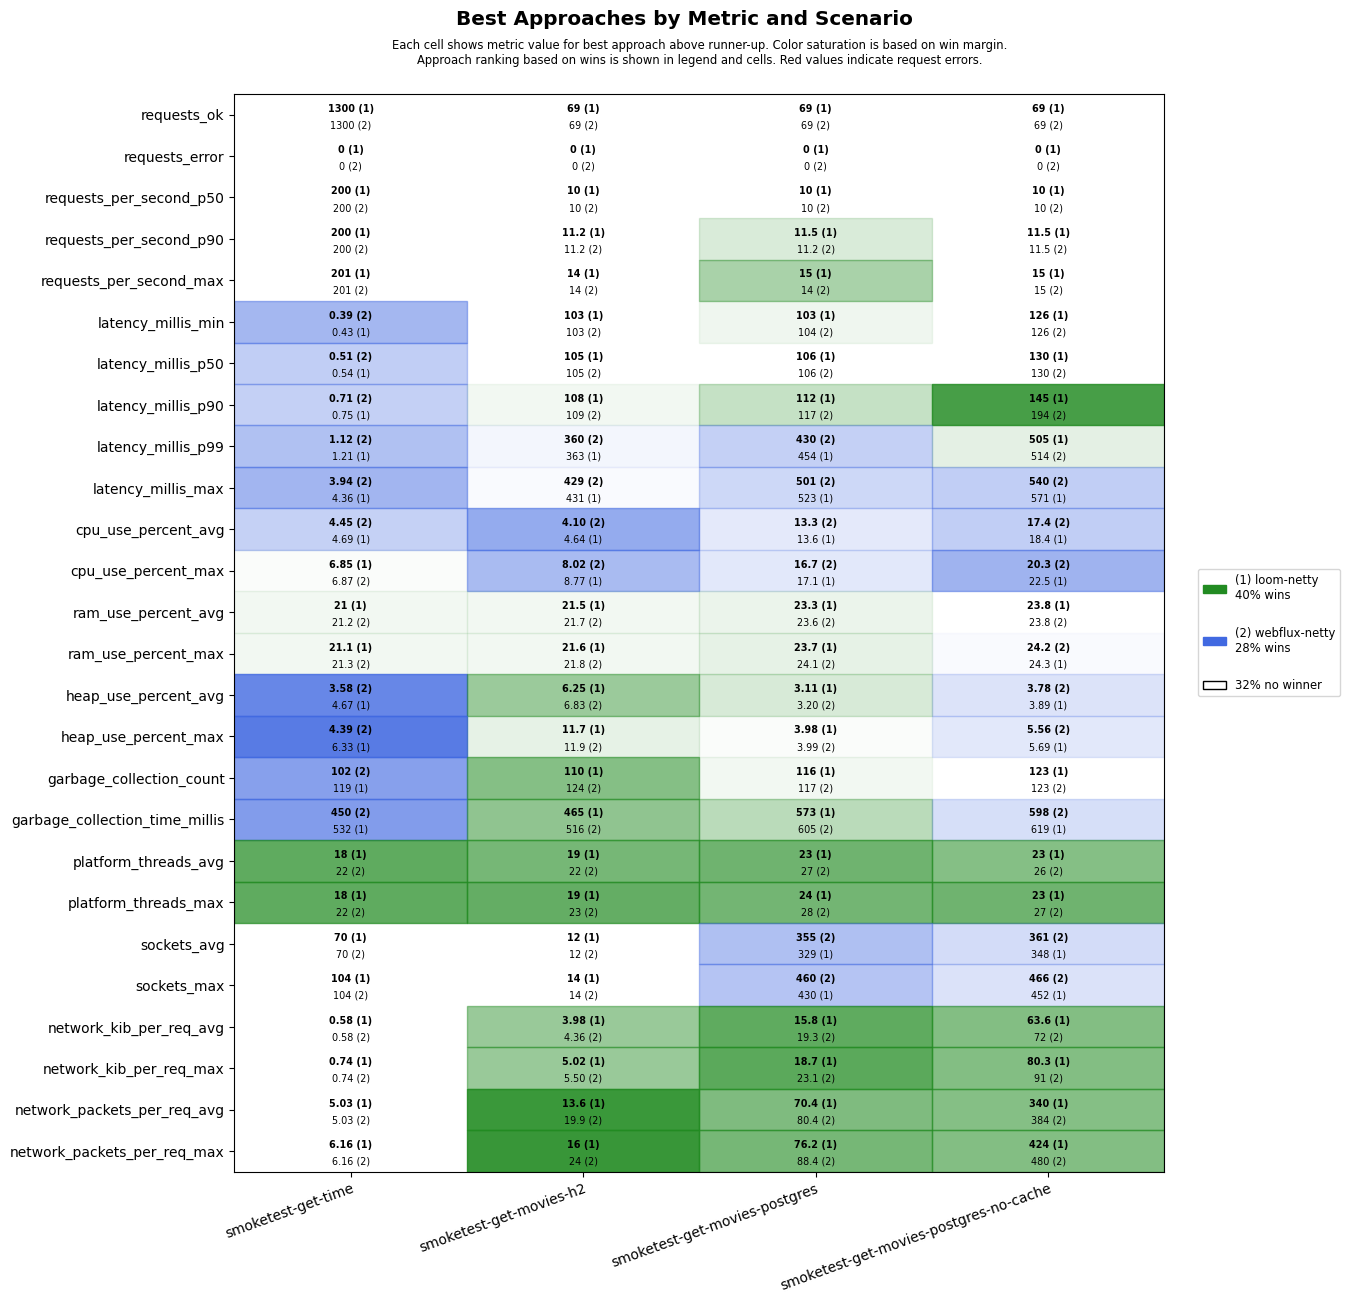 Best Approaches by Metric and Scenario
Each cell shows metric value for best approach above runner-up. Color saturation is based on win margin.
Approach ranking based on wins is shown in legend and cells. Red values indicate request errors.
requests_ok
1300 (1) 69 (1) 69 (1) 69 (1)
1300 (2) 69 (2) 69 (2) 69 (2)
requests_error
0 (1) 0 (1) 0 (1) 0 (1)
0 (2) 0 (2) 0 (2) 0 (2)
requests_per_second_p50
200 (1) 10 (1) 10 (1) 10 (1)
200 (2) 10 (2) 10 (2) 10 (2)
requests_per_second_p90
200 (1) 11.2 (1) 11.5 (1) 11.5 (1)
200 (2) 11.2 (2) 11.2 (2) 11.5 (2)
requests_per_second_max
201 (1) 14 (1) 15 (1) 15 (1)
201 (2) 14 (2) 14 (2) 15 (2)
latency_millis_min
0.39 (2) 103 (1) 103 (1) 126 (1)
0.43 (1) 103 (2) 104 (2) 126 (2)
latency_millis_p50
0.51 (2) 105 (1) 106 (1) 130 (1)
0.54 (1) 105 (2) 106 (2) 130 (2)
latency_millis_p90
0.71 (2) 108 (1) 112 (1) 145 (1)
0.75 (1) 109 (2) 117 (2) 194 (2)
latency_millis_p99
1.12 (2) 360 (2) 430 (2) 505 (1)
1.21 (1) 363 (1) 454 (1) 514 (2)
latency_millis_max
3.94 (2) 429 (2) 501 (2) 540 (2)
4.36 (1) 431 (1) 523 (1) 571 (1)
cpu_use_percent_avg
4.45 (2) 4.10 (2) 13.3 (2) 17.4 (2)
4.69 (1) 4.64 (1) 13.6 (1) 18.4 (1)
cpu_use_percent_max
6.85 (1) 8.02 (2) 16.7 (2) 20.3 (2)
6.87 (2) 8.77 (1) 17.1 (1) 22.5 (1)
ram_use_percent_avg
21 (1) 21.5 (1) 23.3 (1) 23.8 (1)
21.2 (2) 21.7 (2) 23.6 (2) 23.8 (2)
ram_use_percent_max
21.1 (1) 21.6 (1) 23.7 (1) 24.2 (2)
21.3 (2) 21.8 (2) 24.1 (2) 24.3 (1)
heap_use_percent_avg
3.58 (2) 6.25 (1) 3.11 (1) 3.78 (2)
4.67 (1) 6.83 (2) 3.20 (2) 3.89 (1)
heap_use_percent_max
4.39 (2) 11.7 (1) 3.98 (1) 5.56 (2)
6.33 (1) 11.9 (2) 3.99 (2) 5.69 (1)
garbage_collection_count
102 (2) 110 (1) 116 (1) 123 (1)
119 (1) 124 (2) 117 (2) 123 (2)
garbage_collection_time_millis
450 (2) 465 (1) 573 (1) 598 (2)
532 (1) 516 (2) 605 (2) 619 (1)
platform_threads_avg
18 (1) 19 (1) 23 (1) 23 (1)
22 (2) 22 (2) 27 (2) 26 (2)
platform_threads_max
18 (1) 19 (1) 24 (1) 23 (1)
22 (2) 23 (2) 28 (2) 27 (2)
sockets_avg
70 (1) 12 (1) 355 (2) 361 (2)
70 (2) 12 (2) 329 (1) 348 (1)
sockets_max
104 (1) 14 (1) 460 (2) 466 (2)
104 (2) 14 (2) 430 (1) 452 (1)
network_kib_per_req_avg
0.58 (1) 3.98 (1) 15.8 (1) 63.6 (1)
0.58 (2) 4.36 (2) 19.3 (2) 72 (2)
network_kib_per_req_max
0.74 (1) 5.02 (1) 18.7 (1) 80.3 (1)
0.74 (2) 5.50 (2) 23.1 (2) 91 (2)
network_packets_per_req_avg
5.03 (1) 13.6 (1) 70.4 (1) 340 (1)
5.03 (2) 19.9 (2) 80.4 (2) 384 (2)
network_packets_per_req_max
6.16 (1) 16 (1) 76.2 (1) 424 (1)
6.16 (2) 24 (2) 88.4 (2) 480 (2)
smoketest-get-time
smoketest-get-movies-h2
smoketest-get-movies-postgres
smoketest-get-movies-postgres-no-cache
(1) loom-netty
40% wins
(2) webflux-netty
28% wins
32% no winner